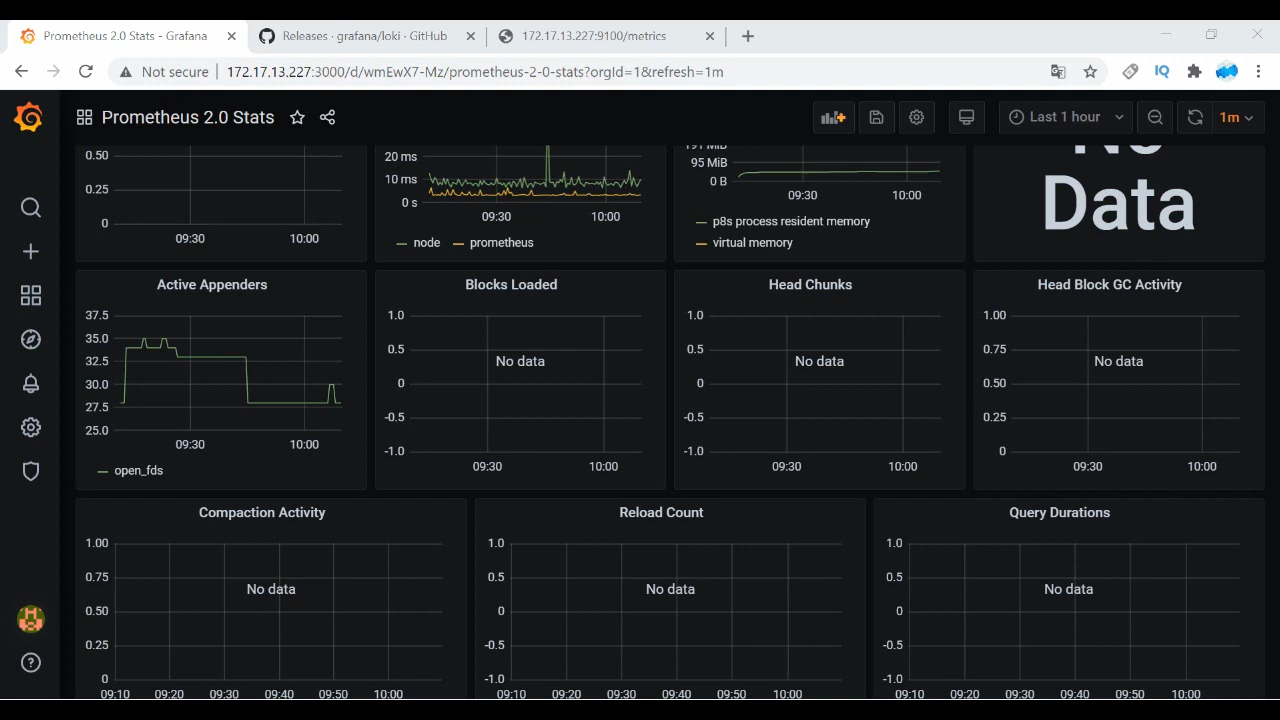 Prometheus 2.0 Stats - Grafana
Releases · grafana/loki · GitHub
172.17.13.227:9100/metrics
Not secure
172.17.13.227:3000/d/wmEwX7-Mz/prometheus-2-0-stats?orgId=1&refresh=1m
IQ
Prometheus 2.0 Stats
Last 1 hour
1m
0.50
0.25
0
09:30 10:00
20 ms
10 ms
0 s
09:30 10:00
node prometheus
191 MiB
95 MiB
0 B
09:30 10:00
p8s process resident memory
virtual memory
No
Data
Active Appenders
37.5
35.0
32.5
30.0
27.5
25.0
09:30 10:00
open_fds
Blocks Loaded
1.0
0.5
0
-0.5
-1.0
No data
09:30 10:00
Head Chunks
1.0
0.5
0
-0.5
-1.0
No data
09:30 10:00
Head Block GC Activity
1.00
0.75
0.50
0.25
0
No data
09:30 10:00
Compaction Activity
1.00
0.75
0.50
0.25
0
No data
09:10 09:20 09:30 09:40 09:50 10:00
Reload Count
1.0
0.5
0
-0.5
-1.0
No data
09:10 09:20 09:30 09:40 09:50 10:00
Query Durations
1.0
0.5
0
-0.5
-1.0
No data
09:10 09:20 09:30 09:40 09:50 10:00